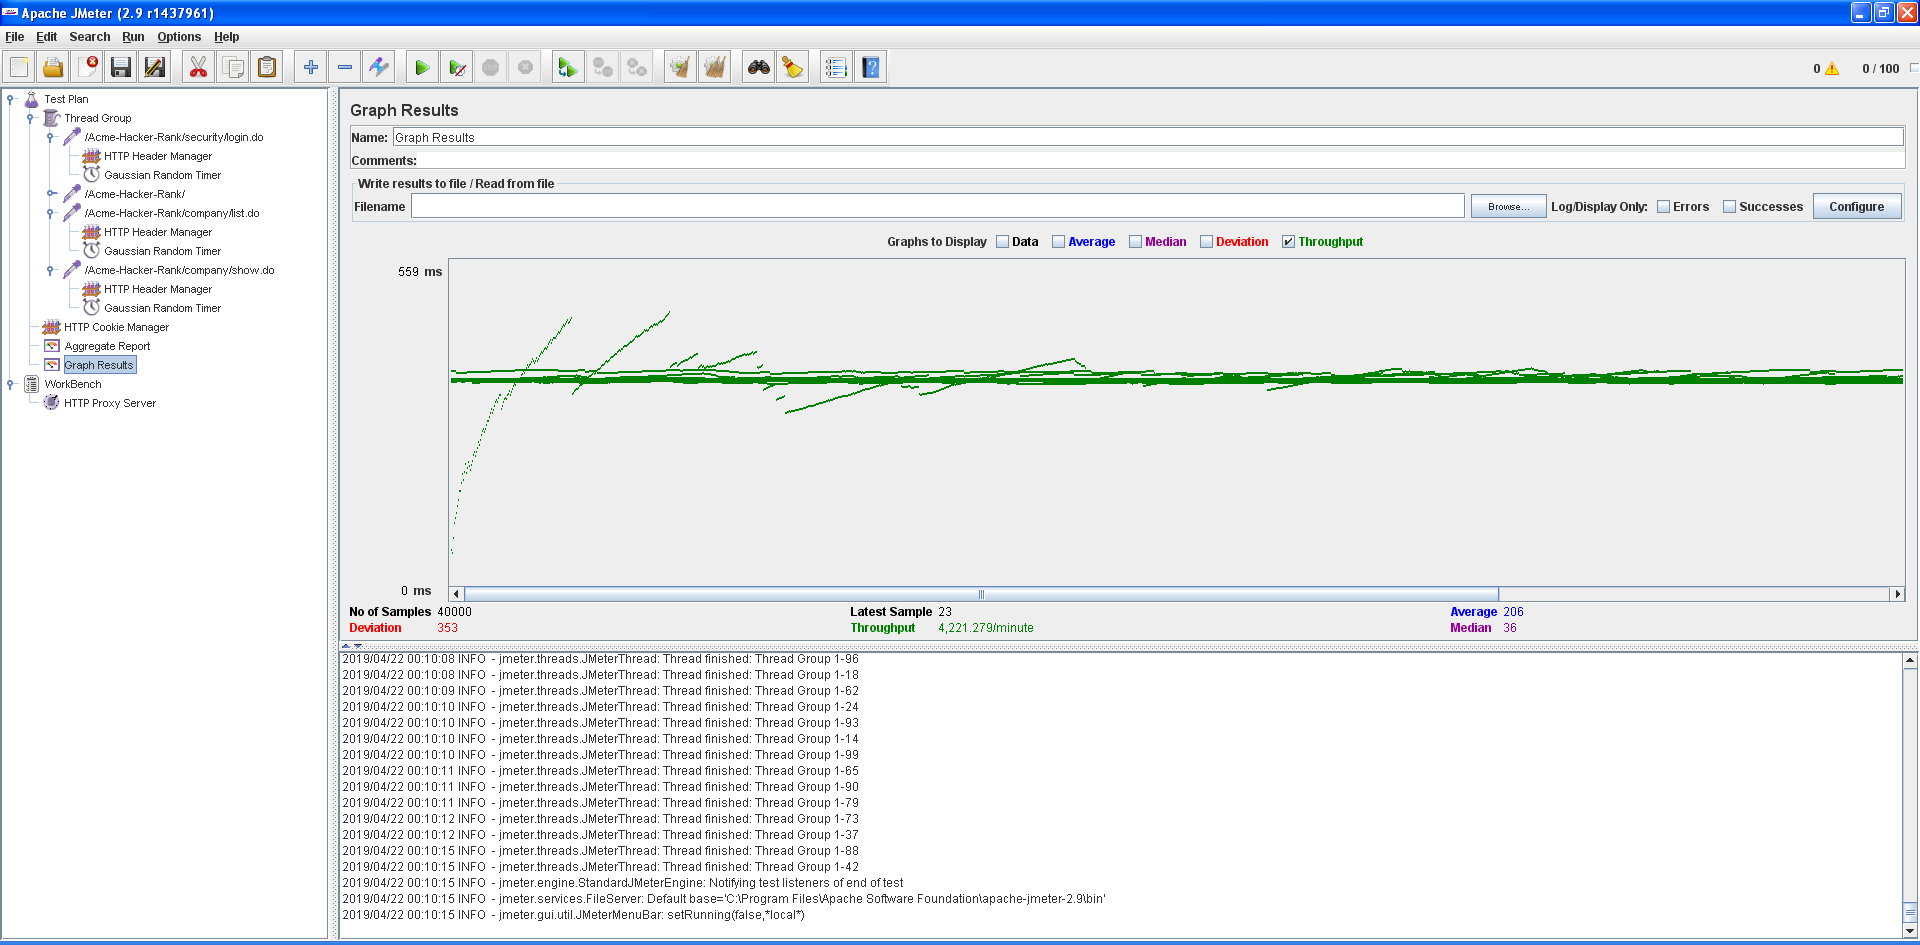 Apache JMeter (2.9 r1437961)
File Edit Search Run Options Help
0 0 / 100
Test Plan
Thread Group
/Acme-Hacker-Rank/security/login.do
HTTP Header Manager
Gaussian Random Timer
/Acme-Hacker-Rank/
/Acme-Hacker-Rank/company/list.do
HTTP Header Manager
Gaussian Random Timer
/Acme-Hacker-Rank/company/show.do
HTTP Header Manager
Gaussian Random Timer
HTTP Cookie Manager
Aggregate Report
Graph Results
WorkBench
HTTP Proxy Server
Graph Results
Name: Graph Results
Comments:
Write results to file / Read from file
Filename Browse... Log/Display Only: Errors Successes Configure
Graphs to Display Data Average Median Deviation Throughput
559 ms
0 ms
No of Samples 40000 Latest Sample 23 Average 206
Deviation 353 Throughput 4,221.279/minute Median 36
2019/04/22 00:10:08 INFO - jmeter.threads.JMeterThread: Thread finished: Thread Group 1-96
2019/04/22 00:10:08 INFO - jmeter.threads.JMeterThread: Thread finished: Thread Group 1-18
2019/04/22 00:10:09 INFO - jmeter.threads.JMeterThread: Thread finished: Thread Group 1-62
2019/04/22 00:10:10 INFO - jmeter.threads.JMeterThread: Thread finished: Thread Group 1-24
2019/04/22 00:10:10 INFO - jmeter.threads.JMeterThread: Thread finished: Thread Group 1-93
2019/04/22 00:10:10 INFO - jmeter.threads.JMeterThread: Thread finished: Thread Group 1-14
2019/04/22 00:10:10 INFO - jmeter.threads.JMeterThread: Thread finished: Thread Group 1-99
2019/04/22 00:10:11 INFO - jmeter.threads.JMeterThread: Thread finished: Thread Group 1-65
2019/04/22 00:10:11 INFO - jmeter.threads.JMeterThread: Thread finished: Thread Group 1-90
2019/04/22 00:10:11 INFO - jmeter.threads.JMeterThread: Thread finished: Thread Group 1-79
2019/04/22 00:10:12 INFO - jmeter.threads.JMeterThread: Thread finished: Thread Group 1-73
2019/04/22 00:10:12 INFO - jmeter.threads.JMeterThread: Thread finished: Thread Group 1-37
2019/04/22 00:10:15 INFO - jmeter.threads.JMeterThread: Thread finished: Thread Group 1-88
2019/04/22 00:10:15 INFO - jmeter.threads.JMeterThread: Thread finished: Thread Group 1-42
2019/04/22 00:10:15 INFO - jmeter.engine.StandardJMeterEngine: Notifying test listeners of end of test
2019/04/22 00:10:15 INFO - jmeter.services.FileServer: Default base='C:\Program Files\Apache Software Foundation\apache-jmeter-2.9\bin'
2019/04/22 00:10:15 INFO - jmeter.gui.util.JMeterMenuBar: setRunning(false,*local*)